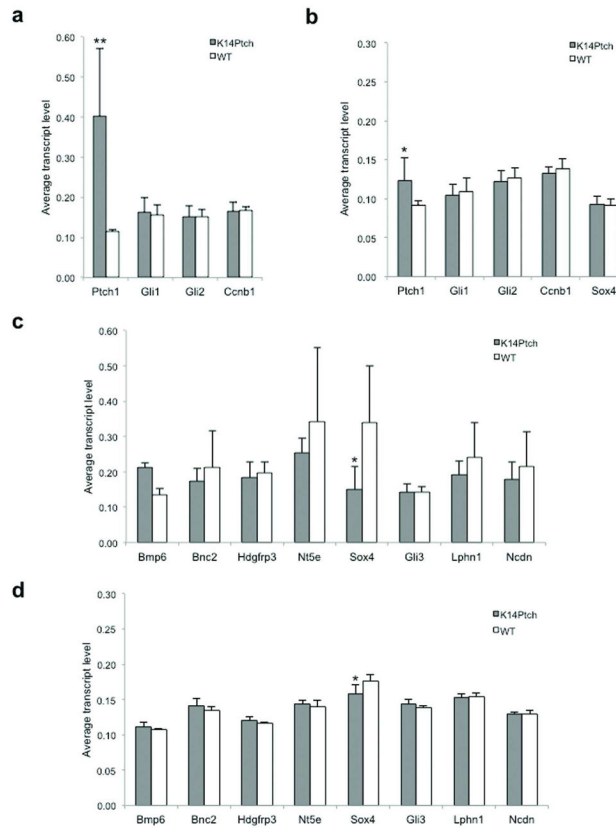 a
K14Ptch
WT
Average transcript level
0.60
0.50
0.40
0.30
0.20
0.10
0.00
**
Ptch1 Gli1 Gli2 Ccnb1
b
K14Ptch
WT
Average transcript level
0.30
0.25
0.20
0.15
0.10
0.05
0.00
*
Ptch1 Gli1 Gli2 Ccnb1 Sox4
c
K14Ptch
WT
Average transcript level
0.60
0.50
0.40
0.30
0.20
0.10
0.00
*
Bmp6 Bnc2 Hdgfrp3 Nt5e Sox4 Gli3 Lphn1 Ncdn
d
K14Ptch
WT
Average transcript level
0.30
0.25
0.20
0.15
0.10
0.05
0.00
*
Bmp6 Bnc2 Hdgfrp3 Nt5e Sox4 Gli3 Lphn1 Ncdn